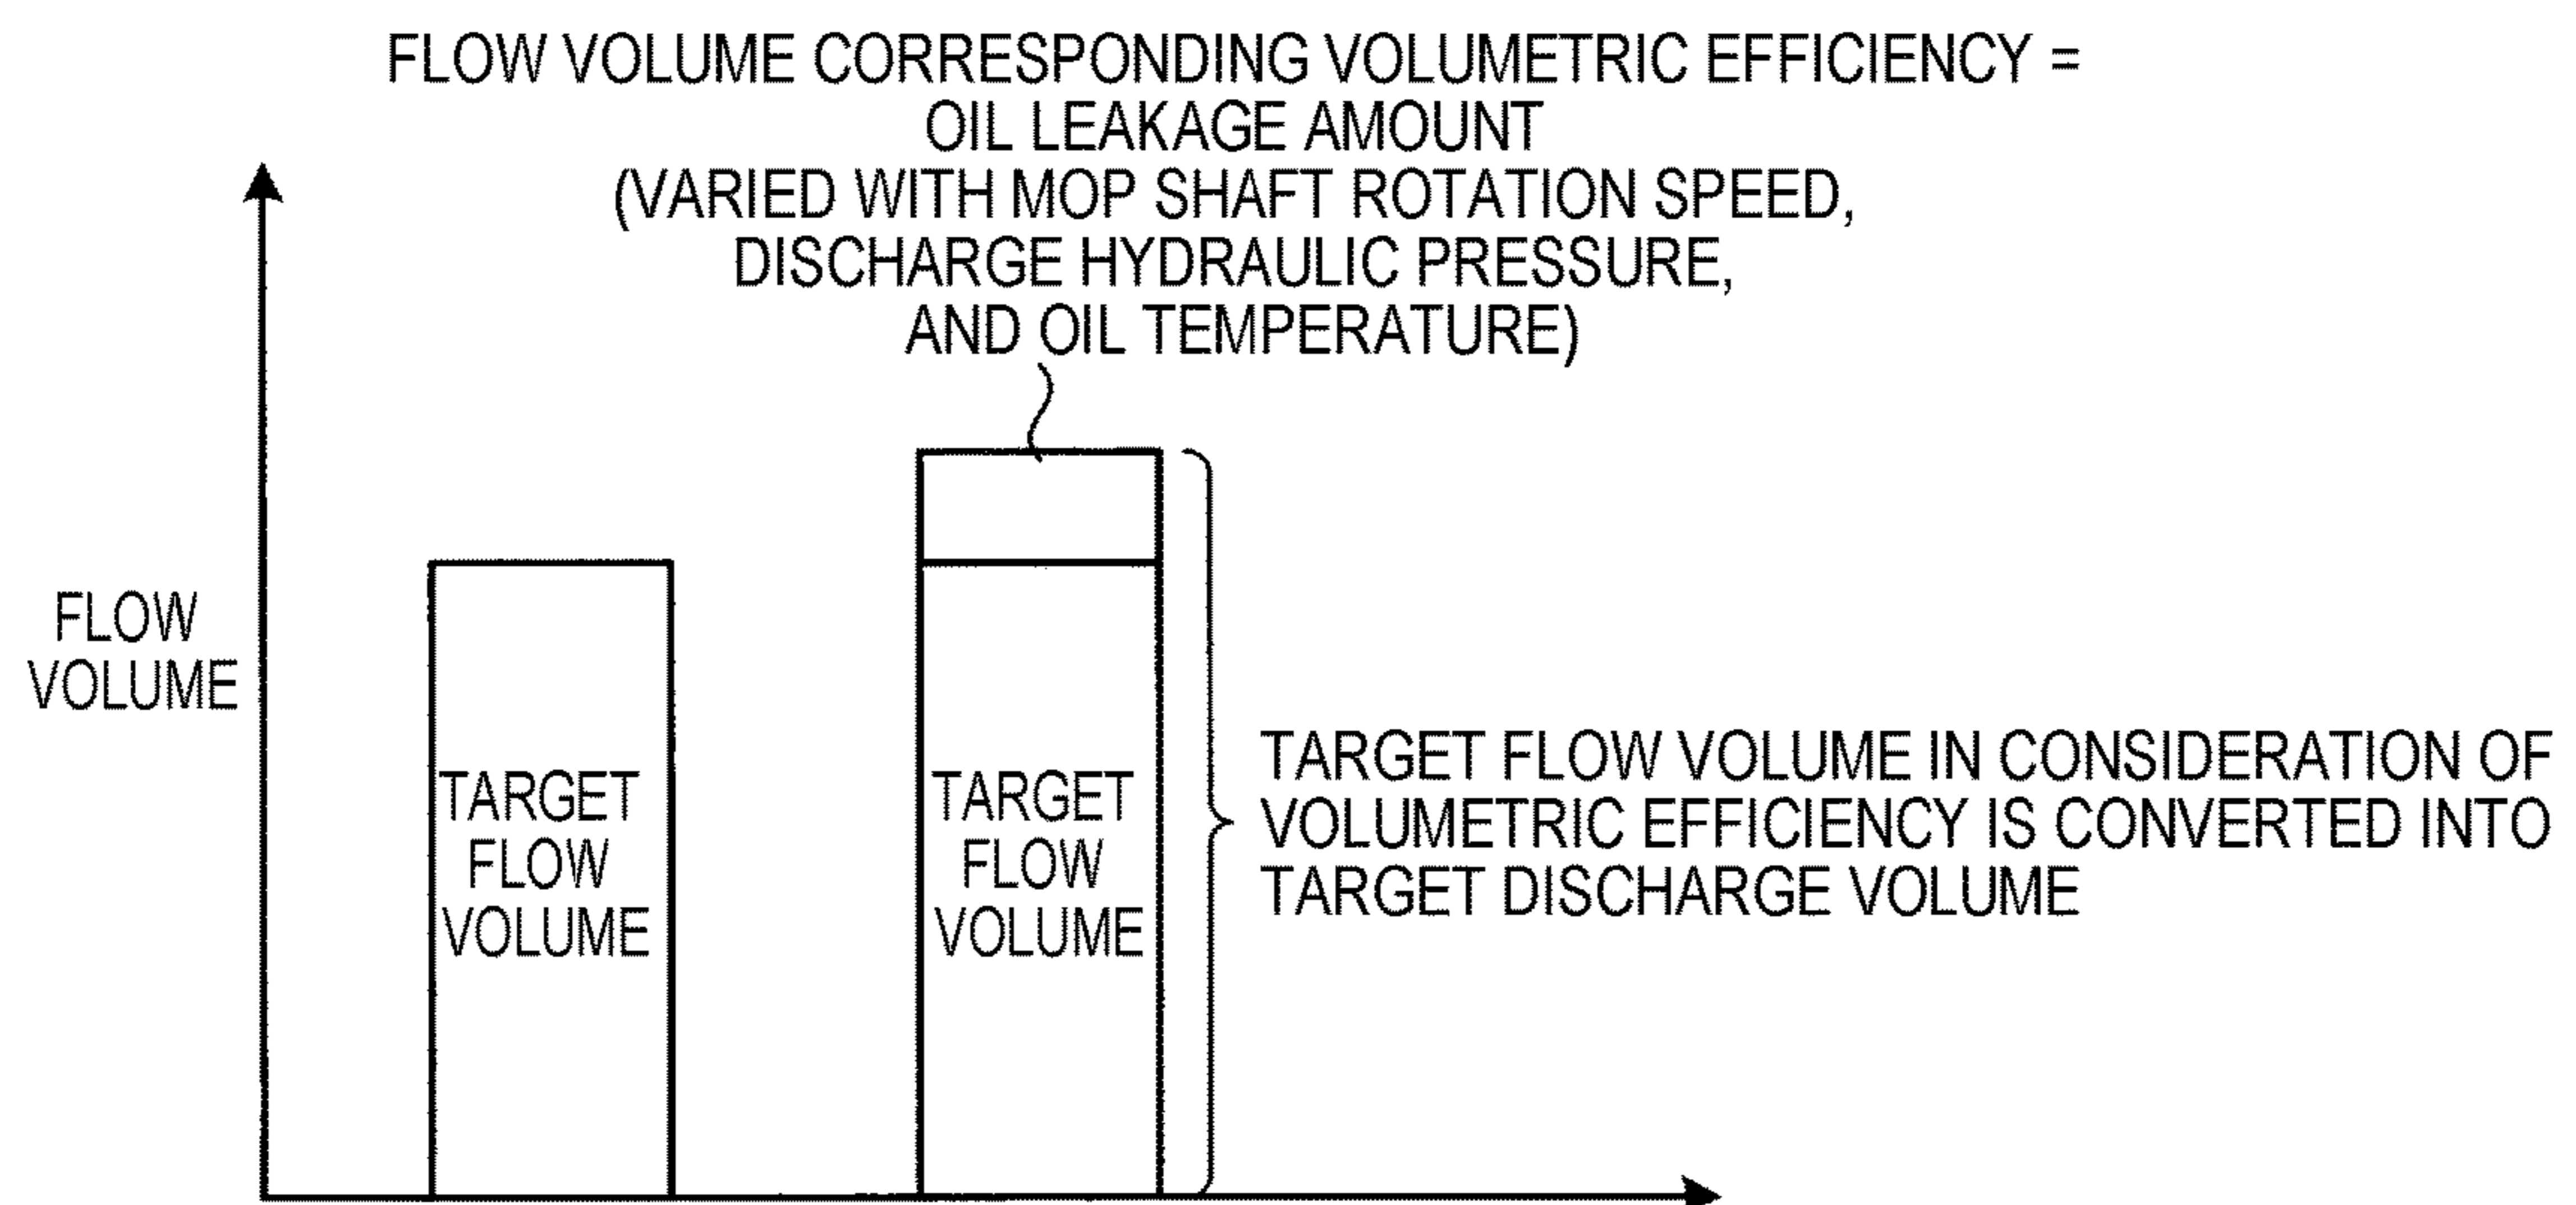 FLOW VOLUME CORRESPONDING VOLUMETRIC EFFICIENCY =
OIL LEAKAGE AMOUNT
(VARIED WITH MOP SHAFT ROTATION SPEED,
DISCHARGE HYDRAULIC PRESSURE,
AND OIL TEMPERATURE)
FLOW
VOLUME
TARGET
FLOW
VOLUME
TARGET
FLOW
VOLUME
TARGET FLOW VOLUME IN CONSIDERATION OF
VOLUMETRIC EFFICIENCY IS CONVERTED INTO
TARGET DISCHARGE VOLUME